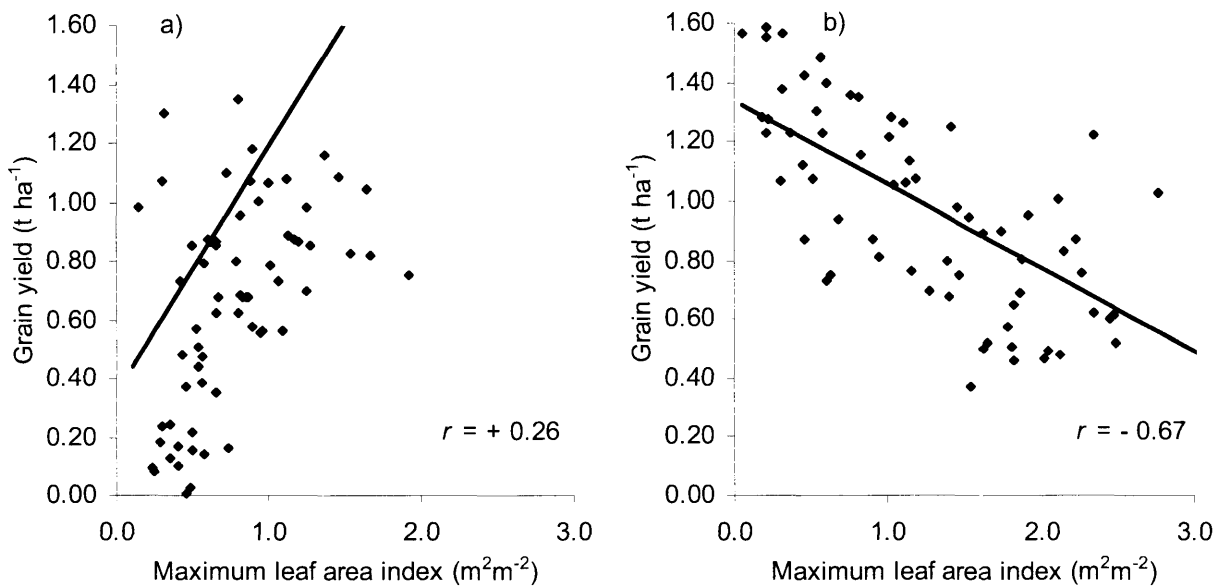 a)
1.60
1.40
1.20
1.00
0.80
0.60
0.40
0.20
0.00
Grain yield (t ha⁻¹)
r = + 0.26
0.0 1.0 2.0 3.0
Maximum leaf area index (m²m⁻²)
b)
1.60
1.40
1.20
1.00
0.80
0.60
0.40
0.20
0.00
Grain yield (t ha⁻¹)
r = - 0.67
0.0 1.0 2.0 3.0
Maximum leaf area index (m²m⁻²)